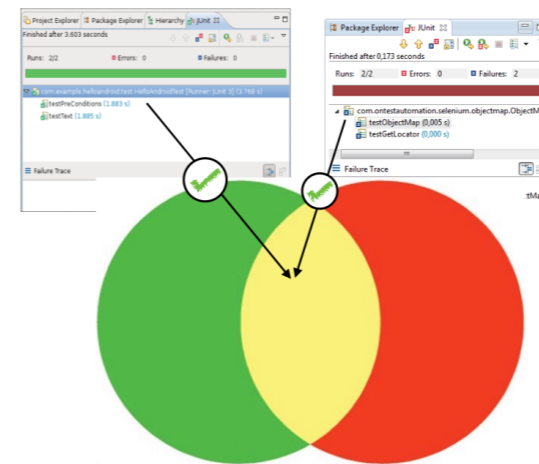 Project Explorer Package Explorer Hierarchy JUnit
Finished after 3.603 seconds
Runs: 2/2 Errors: 0 Failures: 0
com.example.helloandroid.test.HelloAndroidTest [Runner: JUnit 3] (3.768 s)
testPreConditions (1.883 s)
testText (1.885 s)
Failure Trace
Package Explorer JUnit
Finished after 0,173 seconds
Runs: 2/2 Errors: 0 Failures: 2
com.ontestautomation.selenium.objectmap.ObjectM
testObjectMap (0,005 s)
testGetLocator (0,000 s)
Failure Trace
tMa